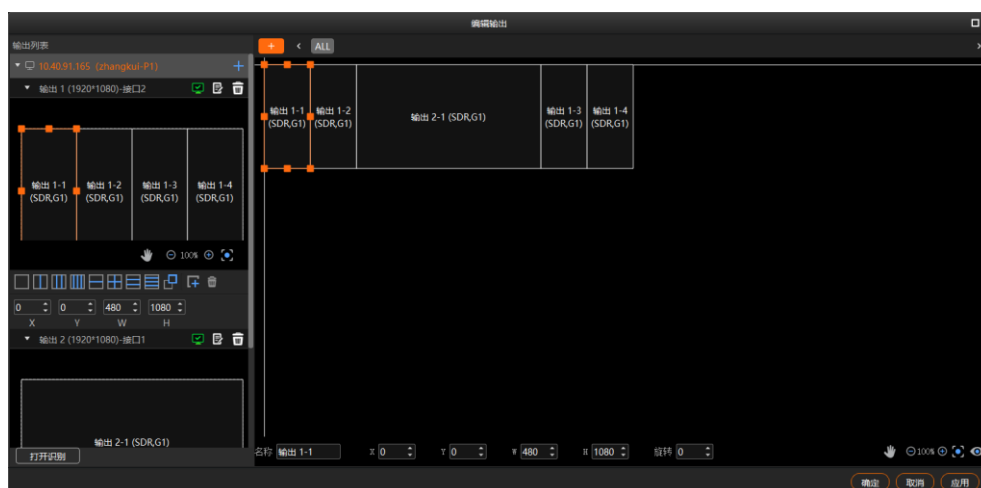 编辑输出
输出列表
+ < ALL
10.40.91.165 (zhangkui-P1)
输出 1 (1920*1080)-接口2
输出 1-1
(SDR,G1)
输出 1-2
(SDR,G1)
输出 1-3
(SDR,G1)
输出 1-4
(SDR,G1)
100%
0 0 480 1080
X Y W H
输出 2 (1920*1080)-接口1
输出 2-1 (SDR,G1)
打开识别
输出 1-1
(SDR,G1)
输出 1-2
(SDR,G1)
输出 2-1 (SDR,G1)
输出 1-3
(SDR,G1)
输出 1-4
(SDR,G1)
名称 输出 1-1 X 0 Y 0 W 480 H 1080 旋转 0 100%
确定 取消 应用